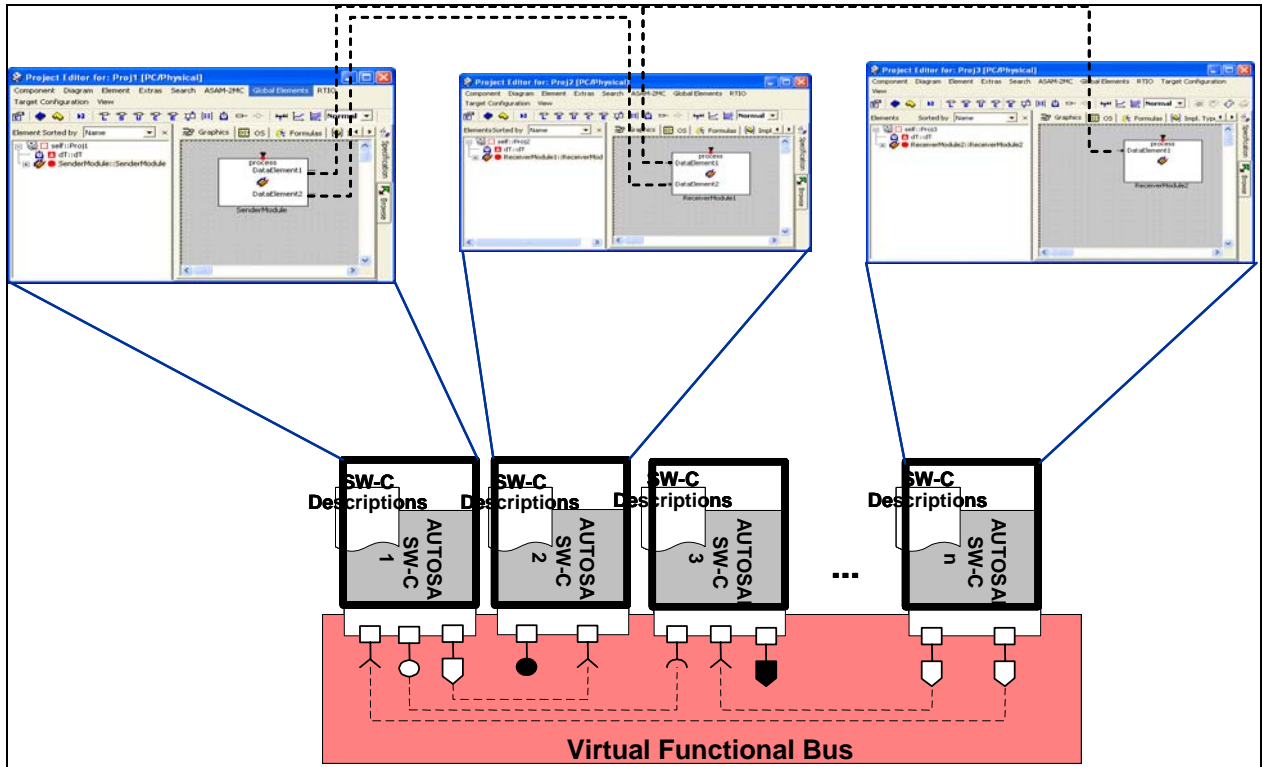 Project Editor for: Proj1 [PC/Physical]
Component Diagram Element Extras Search ASAM-2MC Global Elements RTIO
Target Configuration View
Normal
Element Sorted by Name
Graphics OS Formulas
self::Proj1
dT::dT
SenderModule::SenderModule
process
DataElement1
DataElement2
SenderModule
Specification
Browse
Project Editor for: Proj2 [PC/Physical]
Component Diagram Element Extras Search ASAM-2MC Global Elements RTIO
Target Configuration View
Normal
Elements Sorted by Name
Graphics OS Formulas Impl.
self::Proj2
dT::dT
ReceiverModule1::ReceiverMod
process
DataElement1
DataElement2
ReceiverModule1
Specification
Browse
Project Editor for: Proj3 [PC/Physical]
Component Diagram Element Extras Search ASAM-2MC Global Elements RTIO Target Configuration
View
Normal
Elements Sorted by Name
Graphics OS Formulas Impl. Typ
self::Proj3
dT::dT
ReceiverModule2::ReceiverModule2
process
DataElement1
ReceiverModule2
Specification
Browse
SW-C
Descriptions
AUTOSA
SW-C
1
SW-C
Descriptions
AUTOSA
SW-C
2
SW-C
Descriptions
AUTOSA
SW-C
3
...
SW-C
Descriptions
AUTOSA
SW-C
n
Virtual Functional Bus